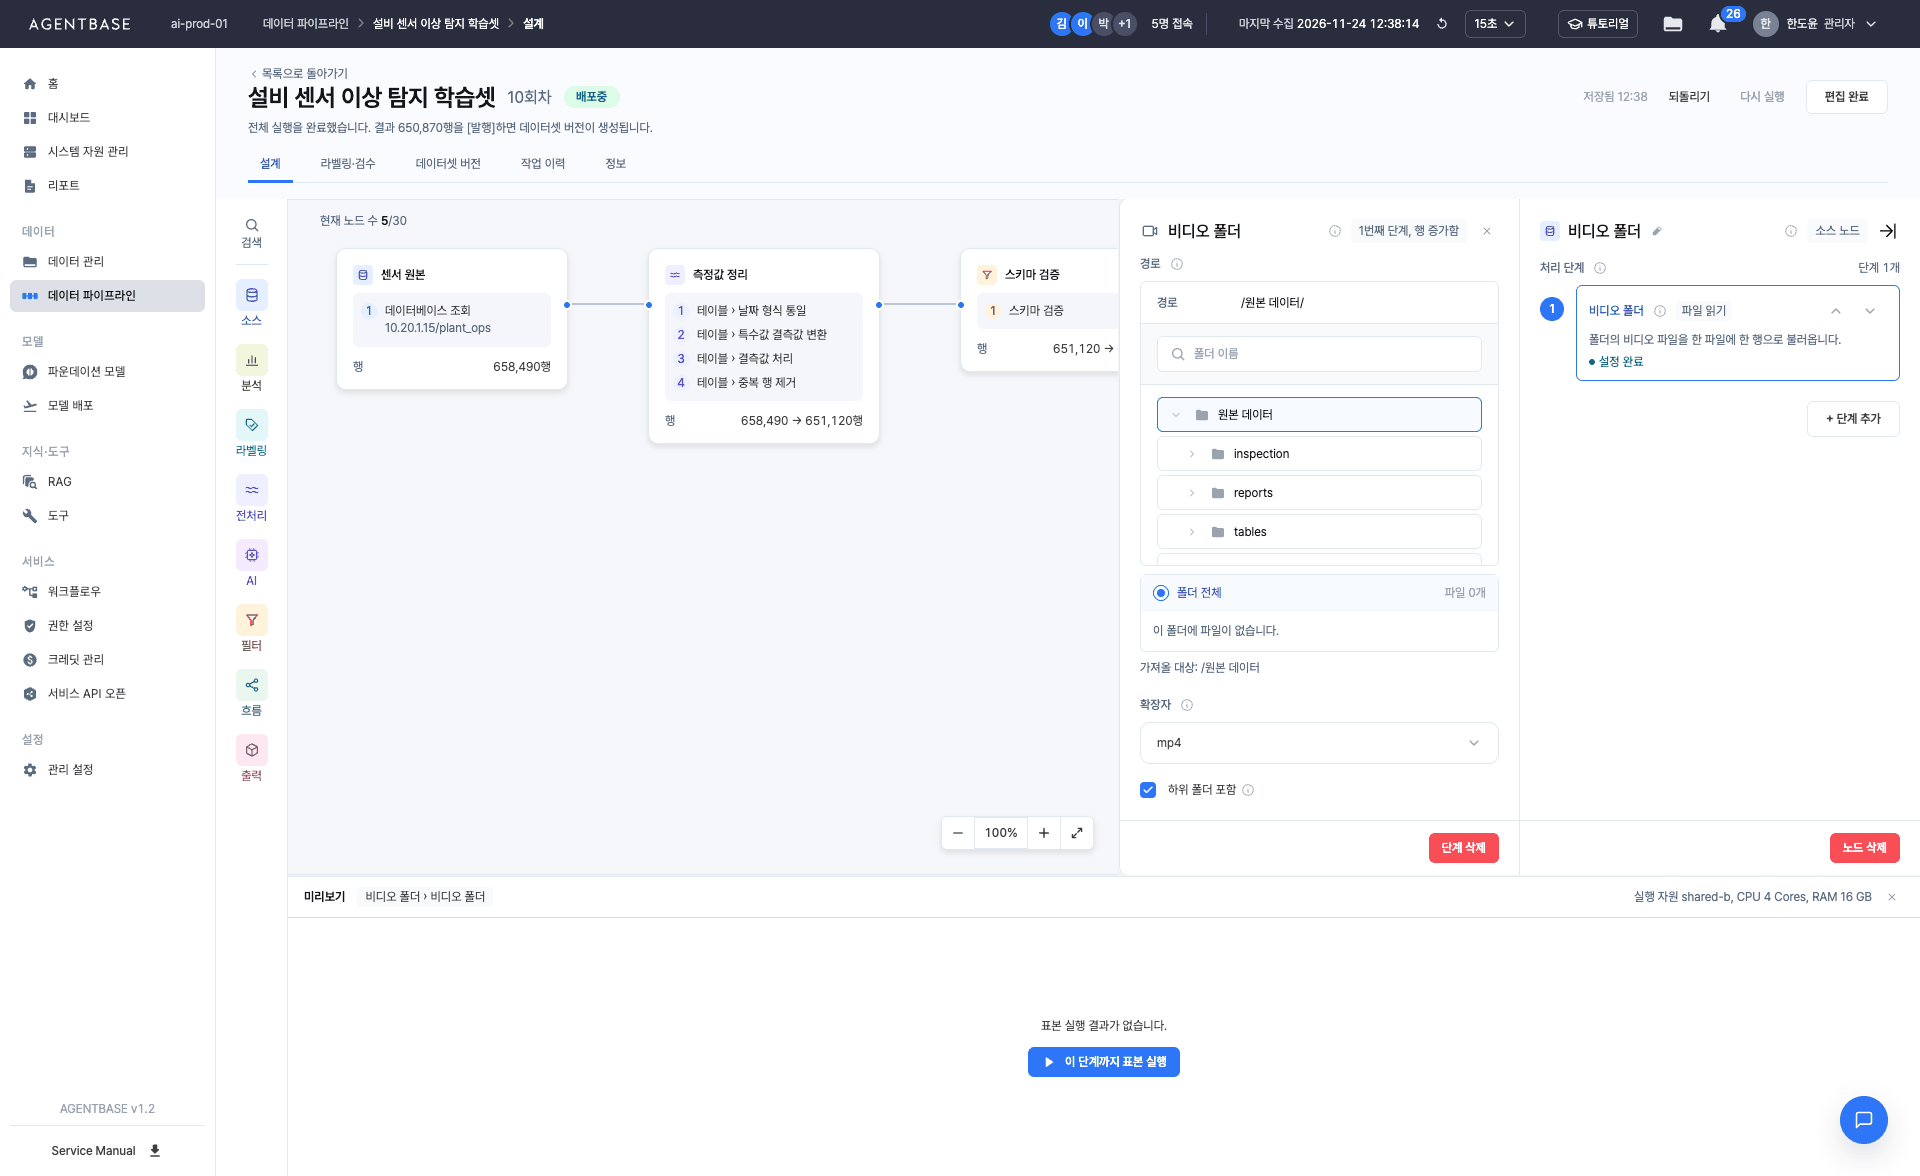 AGENTBASE
ai-prod-01
데이터 파이프라인 > 설비 센서 이상 탐지 학습셋 > 설계
김 이 박 +1 5명 접속
마지막 수집 2026-11-24 12:38:14
15초
튜토리얼
26
한 한도윤 관리자
홈
대시보드
시스템 자원 관리
리포트
데이터
데이터 관리
데이터 파이프라인
모델
파운데이션 모델
모델 배포
지식·도구
RAG
도구
서비스
워크플로우
권한 설정
크레딧 관리
서비스 API 오픈
설정
관리 설정
AGENTBASE v1.2
Service Manual
목록으로 돌아가기
설비 센서 이상 탐지 학습셋 10회차 배포중
전체 실행을 완료했습니다. 결과 650,870행을 [발행]하면 데이터셋 버전이 생성됩니다.
저장됨 12:38 되돌리기 다시 실행 편집 완료
설계 라벨링·검수 데이터셋 버전 작업 이력 정보
검색
소스
분석
라벨링
전처리
AI
필터
흐름
출력
현재 노드 수 5/30
센서 원본
1 데이터베이스 조회
10.20.1.15/plant_ops
행 658,490행
측정값 정리
1 테이블 › 날짜 형식 통일
2 테이블 › 특수값 결측값 변환
3 테이블 › 결측값 처리
4 테이블 › 중복 행 제거
행 658,490 → 651,120행
스키마 검증
1 스키마 검증
행 651,120 →
100%
비디오 폴더 1번째 단계, 행 증가함
경로
경로 /원본 데이터/
폴더 이름
원본 데이터
inspection
reports
tables
폴더 전체 파일 0개
이 폴더에 파일이 없습니다.
가져올 대상: /원본 데이터
확장자
mp4
하위 폴더 포함
단계 삭제
비디오 폴더 소스 노드
처리 단계 단계 1개
1 비디오 폴더 파일 읽기
폴더의 비디오 파일을 한 파일에 한 행으로 불러옵니다.
설정 완료
+ 단계 추가
노드 삭제
미리보기 비디오 폴더 › 비디오 폴더
실행 자원 shared-b, CPU 4 Cores, RAM 16 GB
표본 실행 결과가 없습니다.
이 단계까지 표본 실행